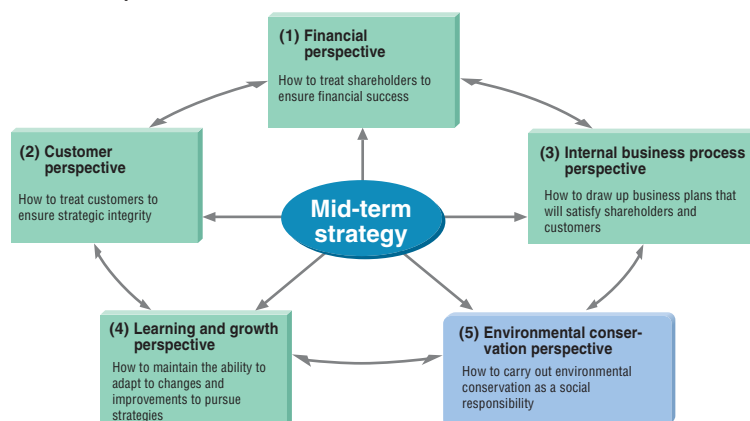 (1) Financial
perspective
How to treat shareholders to
ensure financial success
(2) Customer
perspective
How to treat customers to
ensure strategic integrity
(3) Internal business process
perspective
How to draw up business plans that
will satisfy shareholders and
customers
Mid-term
strategy
(4) Learning and growth
perspective
How to maintain the ability to
adapt to changes and
improvements to pursue
strategies
(5) Environmental conser-
vation perspective
How to carry out environmental
conservation as a social
responsibility